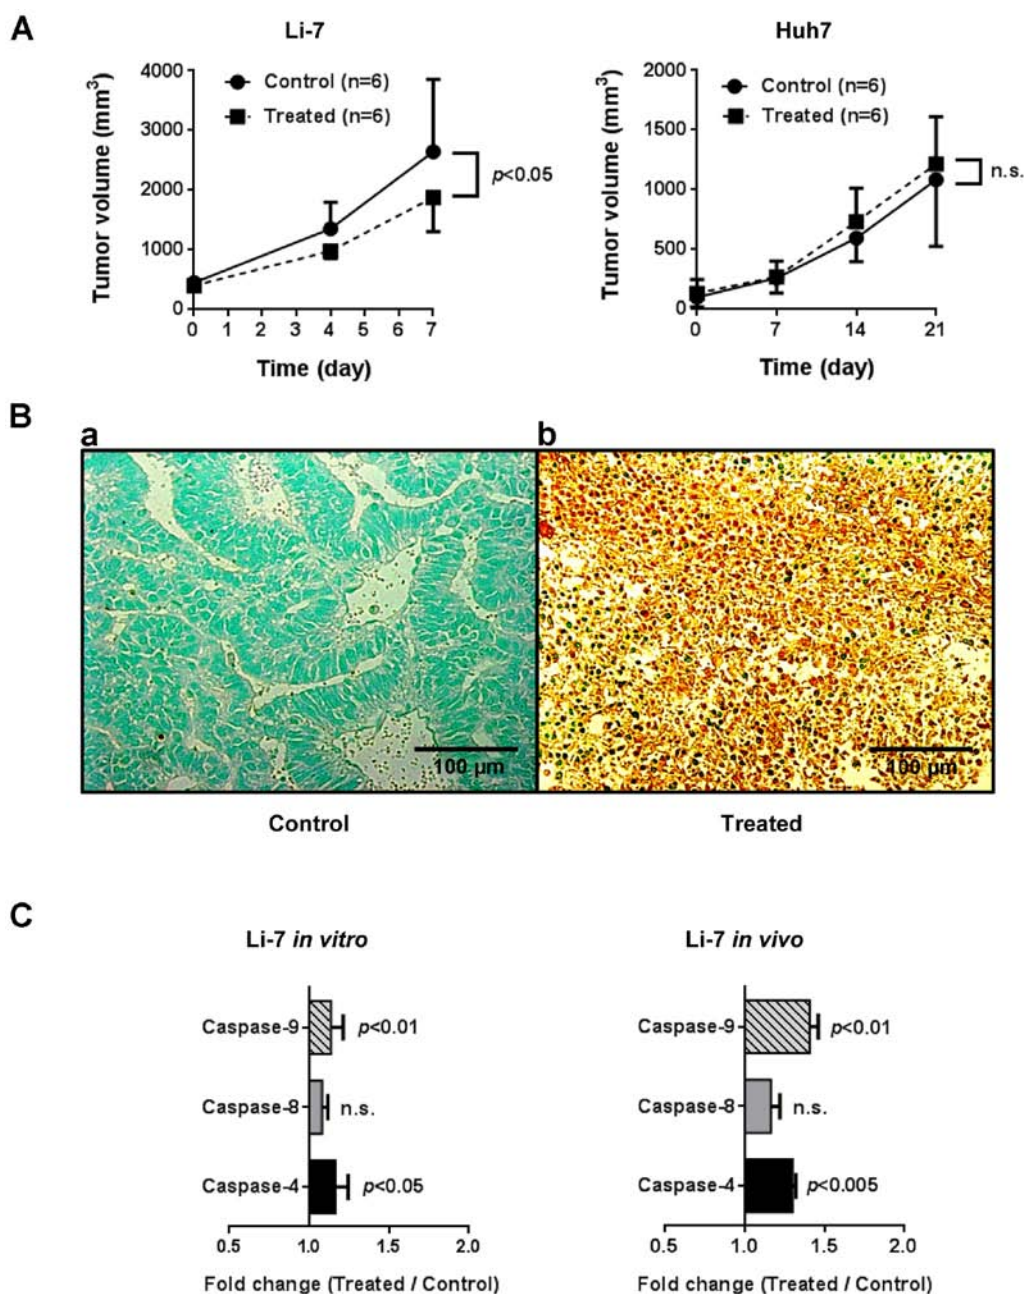 A
Li-7
Tumor volume (mm³)
4000
3000
2000
1000
0
Control (n=6)
Treated (n=6)
p<0.05
0 1 2 3 4 5 6 7
Time (day)
Huh7
Tumor volume (mm³)
2000
1500
1000
500
0
Control (n=6)
Treated (n=6)
n.s.
0 7 14 21
Time (day)
B
a
b
100 μm
100 μm
Control
Treated
C
Li-7 in vitro
Caspase-9
p<0.01
Caspase-8
n.s.
Caspase-4
p<0.05
0.5 1.0 1.5 2.0
Fold change (Treated / Control)
Li-7 in vivo
Caspase-9
p<0.01
Caspase-8
n.s.
Caspase-4
p<0.005
0.5 1.0 1.5 2.0
Fold change (Treated / Control)